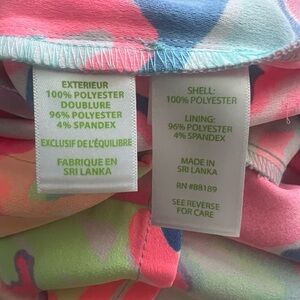 EXTERIEUR
100% POLYESTER
DOUBLURE
96% POLYESTER
4% SPANDEX
EXCLUSIF DE L'ÉQUILIBRE
FABRIQUE EN
SRI LANKA
SHELL:
100% POLYESTER
LINING:
96% POLYESTER
4% SPANDEX
MADE IN
SRI LANKA
RN #88189
SEE REVERSE
FOR CARE